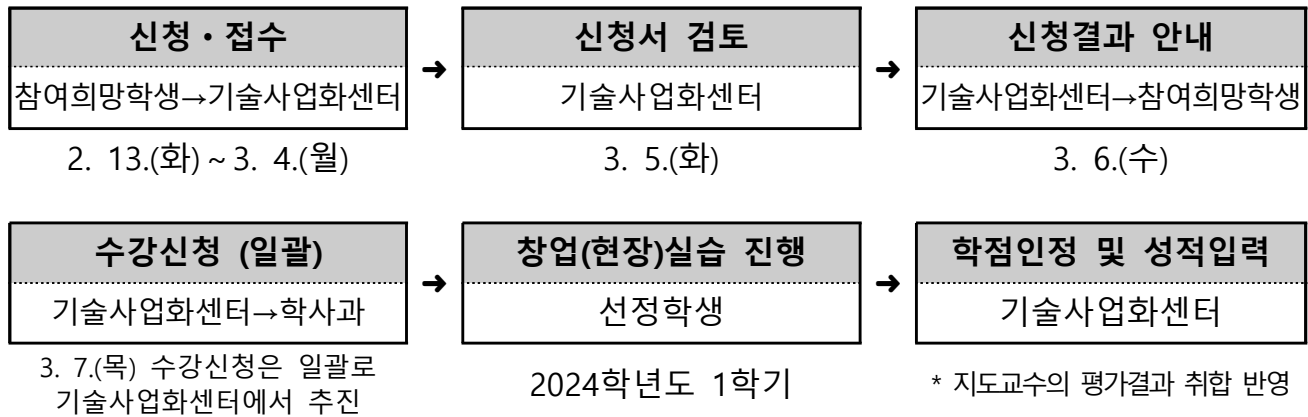 신청・접수
참여희망학생→기술사업화센터
2. 13.(화) ~ 3. 4.(월)
➜
신청서 검토
기술사업화센터
3. 5.(화)
➜
신청결과 안내
기술사업화센터→참여희망학생
3. 6.(수)
수강신청 (일괄)
기술사업화센터→학사과
3. 7.(목) 수강신청은 일괄로
기술사업화센터에서 추진
➜
창업(현장)실습 진행
선정학생
2024학년도 1학기
➜
학점인정 및 성적입력
기술사업화센터
* 지도교수의 평가결과 취합 반영